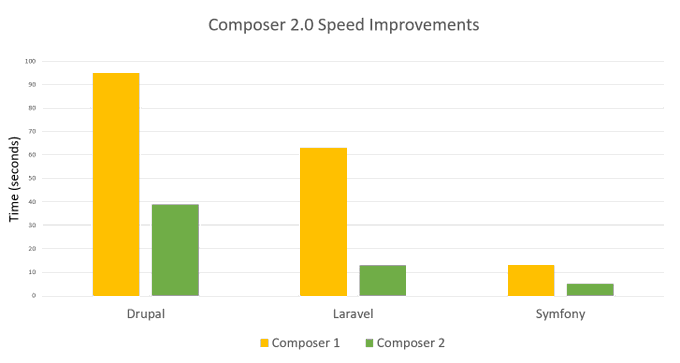 Composer 2.0 Speed Improvements
Time (seconds)
100
90
80
70
60
50
40
30
20
10
0
Drupal Laravel Symfony
Composer 1 Composer 2